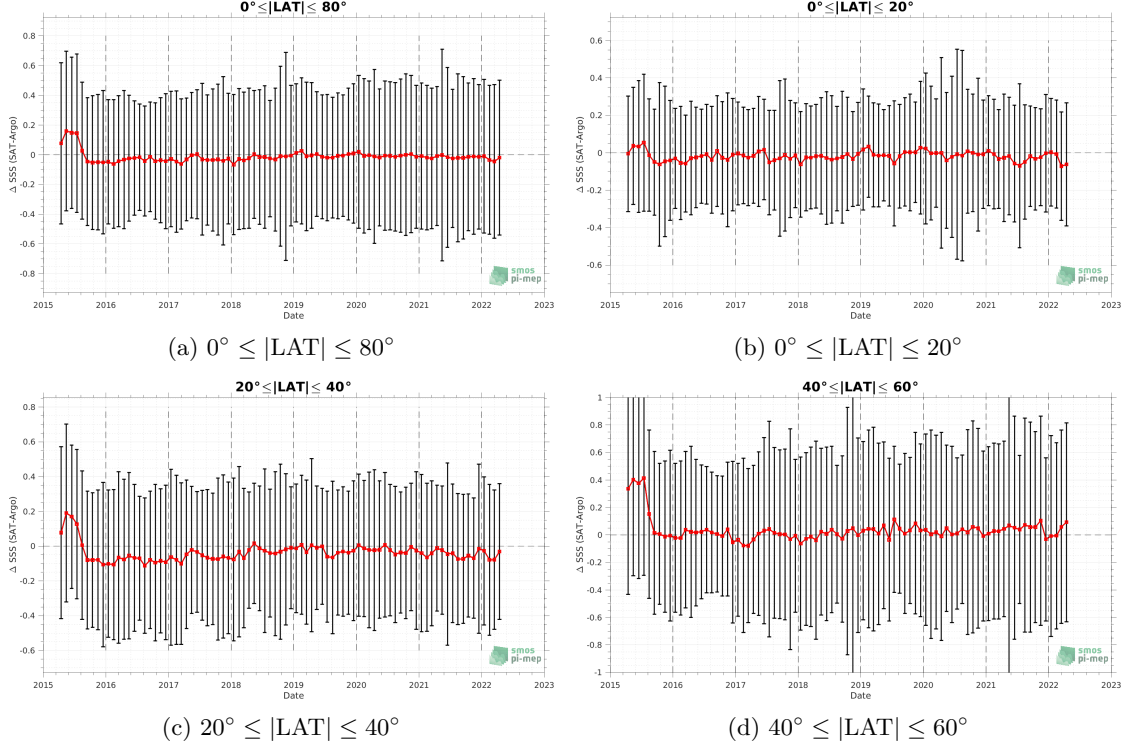 0°≤|LAT|≤ 80°
Δ SSS (SAT-Argo)
0.8
0.6
0.4
0.2
0
-0.2
-0.4
-0.6
-0.8
2015 2016 2017 2018 2019 2020 2021 2022 2023
Date
smos
pi-mep
(a) 0° ≤ |LAT| ≤ 80°
0°≤|LAT|≤ 20°
Δ SSS (SAT-Argo)
0.6
0.4
0.2
0
-0.2
-0.4
-0.6
2015 2016 2017 2018 2019 2020 2021 2022 2023
Date
smos
pi-mep
(b) 0° ≤ |LAT| ≤ 20°
20°≤|LAT|≤ 40°
Δ SSS (SAT-Argo)
0.8
0.6
0.4
0.2
0
-0.2
-0.4
-0.6
2015 2016 2017 2018 2019 2020 2021 2022 2023
Date
smos
pi-mep
(c) 20° ≤ |LAT| ≤ 40°
40°≤|LAT|≤ 60°
Δ SSS (SAT-Argo)
1
0.8
0.6
0.4
0.2
0
-0.2
-0.4
-0.6
-0.8
-1
2015 2016 2017 2018 2019 2020 2021 2022 2023
Date
smos
pi-mep
(d) 40° ≤ |LAT| ≤ 60°